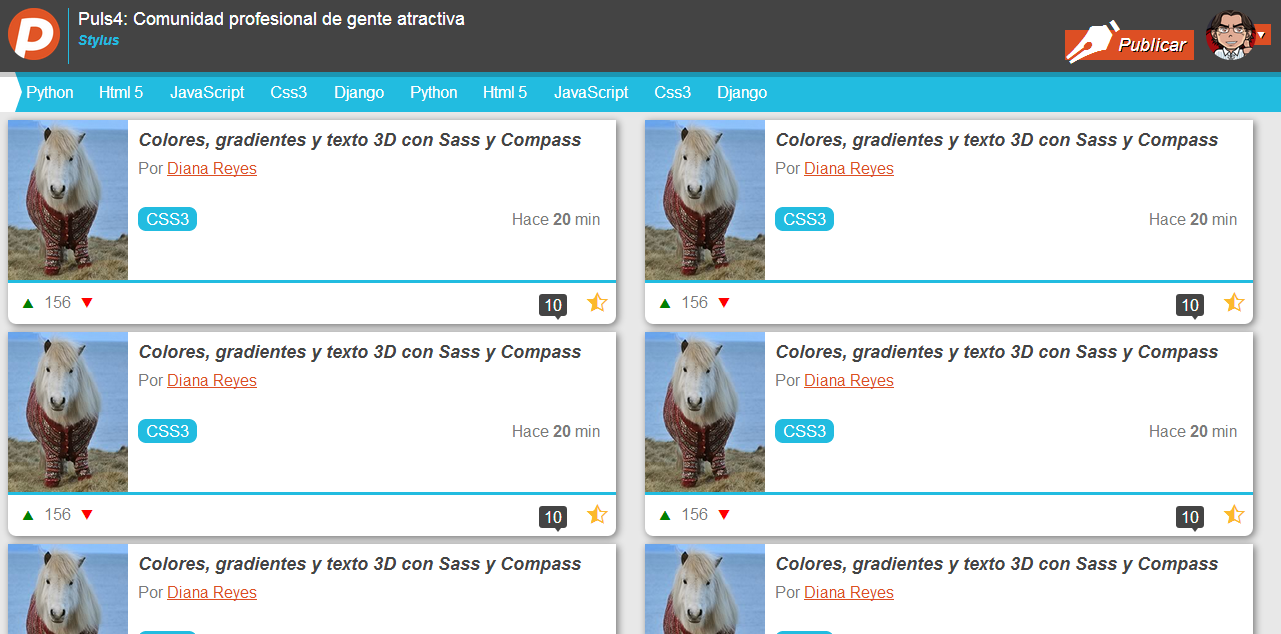 Puls4: Comunidad profesional de gente atractiva
Stylus
Publicar
Python Html 5 JavaScript Css3 Django Python Html 5 JavaScript Css3 Django
Colores, gradientes y texto 3D con Sass y Compass
Por Diana Reyes
CSS3 Hace 20 min
156 10
Colores, gradientes y texto 3D con Sass y Compass
Por Diana Reyes
CSS3 Hace 20 min
156 10
Colores, gradientes y texto 3D con Sass y Compass
Por Diana Reyes
CSS3 Hace 20 min
156 10
Colores, gradientes y texto 3D con Sass y Compass
Por Diana Reyes
CSS3 Hace 20 min
156 10
Colores, gradientes y texto 3D con Sass y Compass
Por Diana Reyes
Colores, gradientes y texto 3D con Sass y Compass
Por Diana Reyes